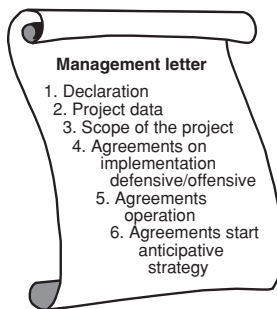 Management letter
1. Declaration
2. Project data
3. Scope of the project
4. Agreements on
implementation
defensive/offensive
5. Agreements
operation
6. Agreements start
anticipative
strategy